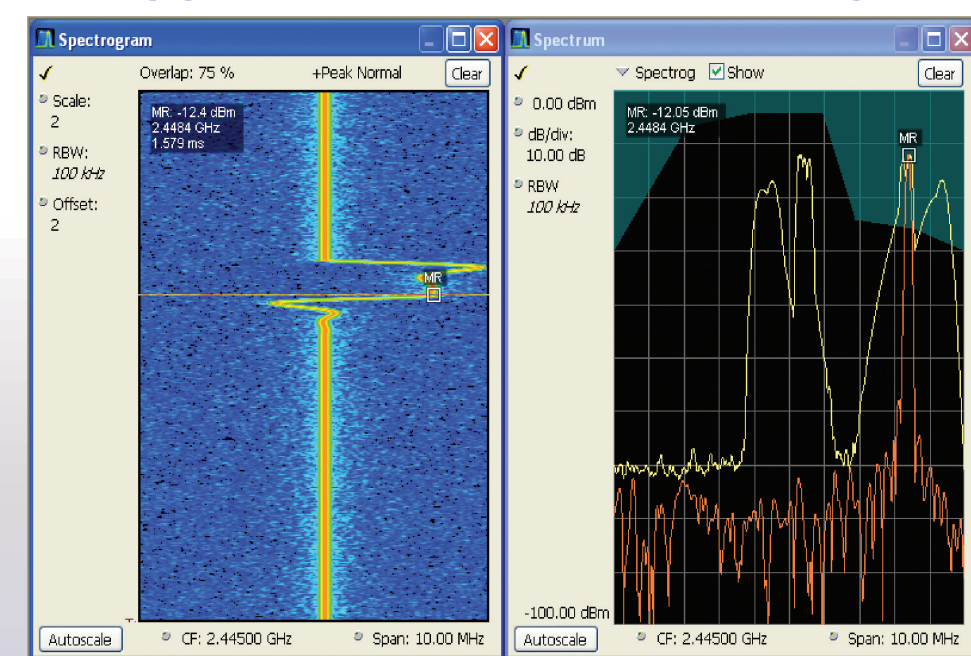 Spectrogram
Overlap: 75 %
+Peak Normal
Clear
Scale:
2
RBW:
100 kHz
Offset:
2
MR: -12.4 dBm
2.4484 GHz
1.579 ms
MR
Autoscale
CF: 2.44500 GHz
Span: 10.00 MHz
Spectrum
Spectrog
Show
Clear
0.00 dBm
dB/div:
10.00 dB
RBW
100 kHz
MR: -12.05 dBm
2.4484 GHz
MR
-100.00 dBm
Autoscale
CF: 2.44500 GHz
Span: 10.00 MHz